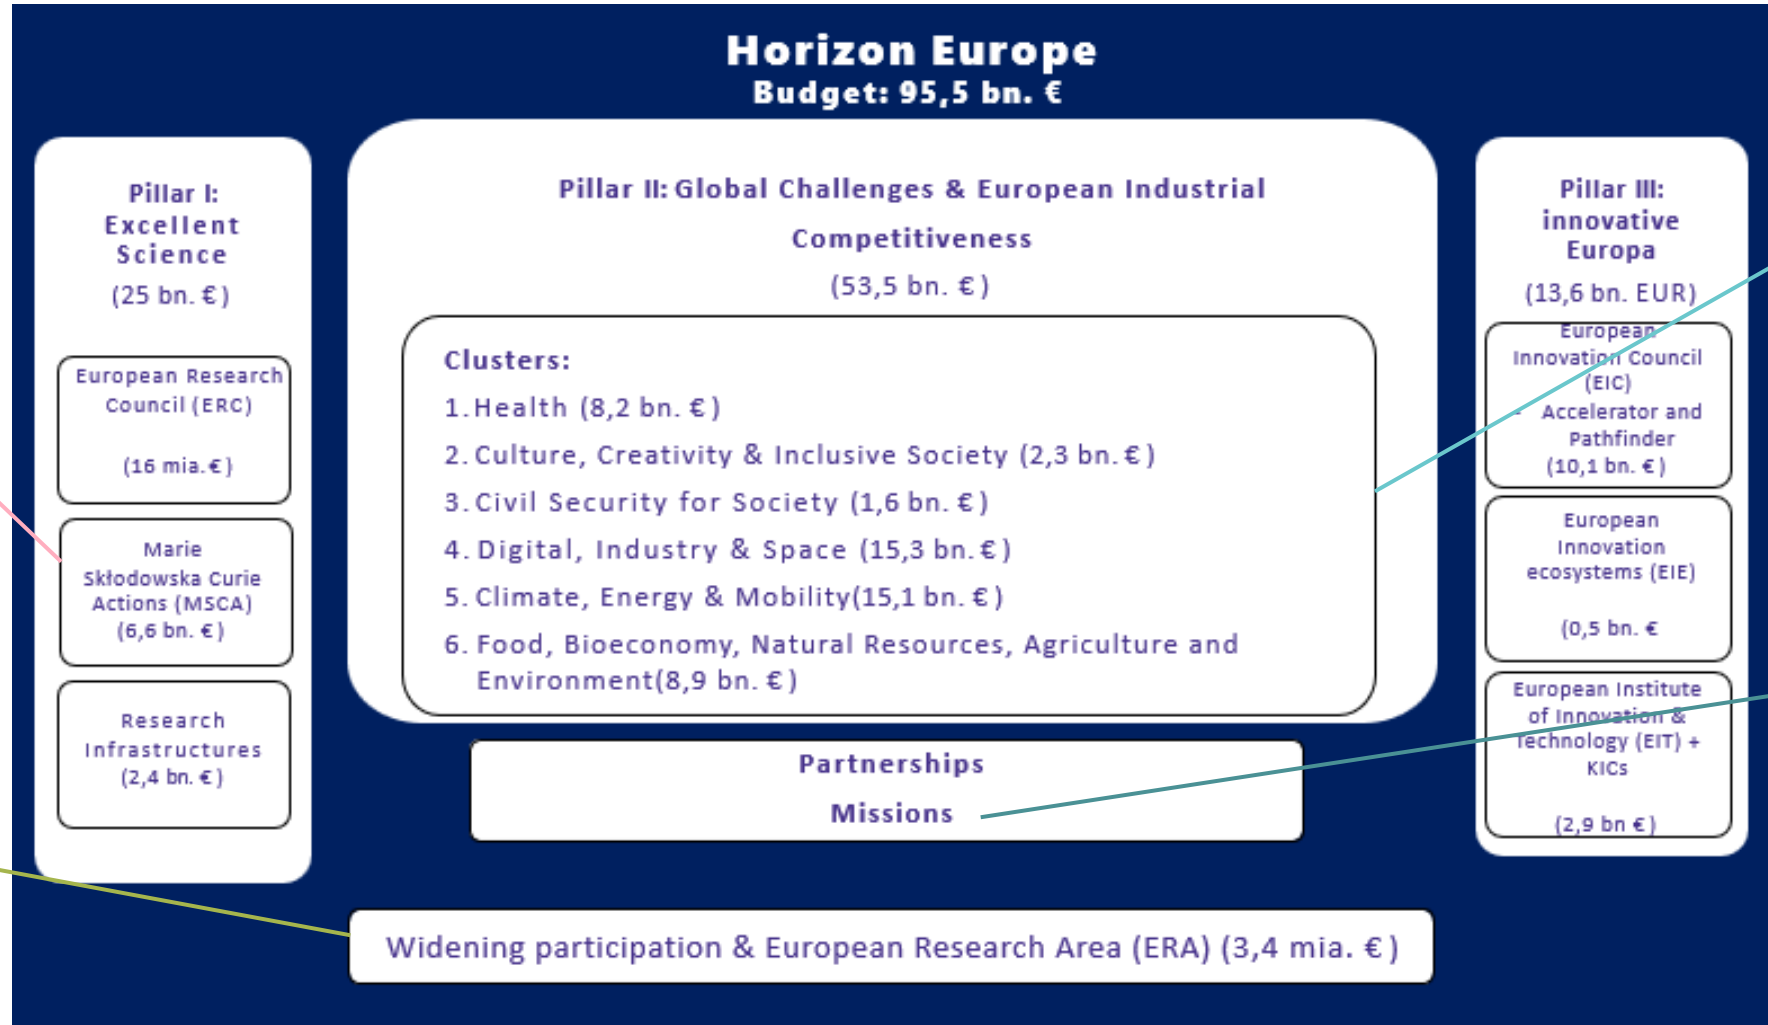 Horizon Europe
Budget: 95,5 bn. €
Pillar I:
Excellent
Science
(25 bn. €)
European Research
Council (ERC)
(16 mia. €)
Marie
Skłodowska Curie
Actions (MSCA)
(6,6 bn. €)
Research
Infrastructures
(2,4 bn. €)
Pillar II: Global Challenges & European Industrial
Competitiveness
(53,5 bn. €)
Clusters:
1. Health (8,2 bn. €)
2. Culture, Creativity & Inclusive Society (2,3 bn. €)
3. Civil Security for Society (1,6 bn. €)
4. Digital, Industry & Space (15,3 bn. €)
5. Climate, Energy & Mobility(15,1 bn. €)
6. Food, Bioeconomy, Natural Resources, Agriculture and
Environment(8,9 bn. €)
Partnerships
Missions
Pillar III:
innovative
Europa
(13,6 bn. EUR)
European
Innovation Council
(EIC)
- Accelerator and
Pathfinder
(10,1 bn. €)
European
Innovation
ecosystems (EIE)
(0,5 bn. €
European Institute
of Innovation &
Technology (EIT) +
KICs
(2,9 bn €)
Widening participation & European Research Area (ERA) (3,4 mia. €)